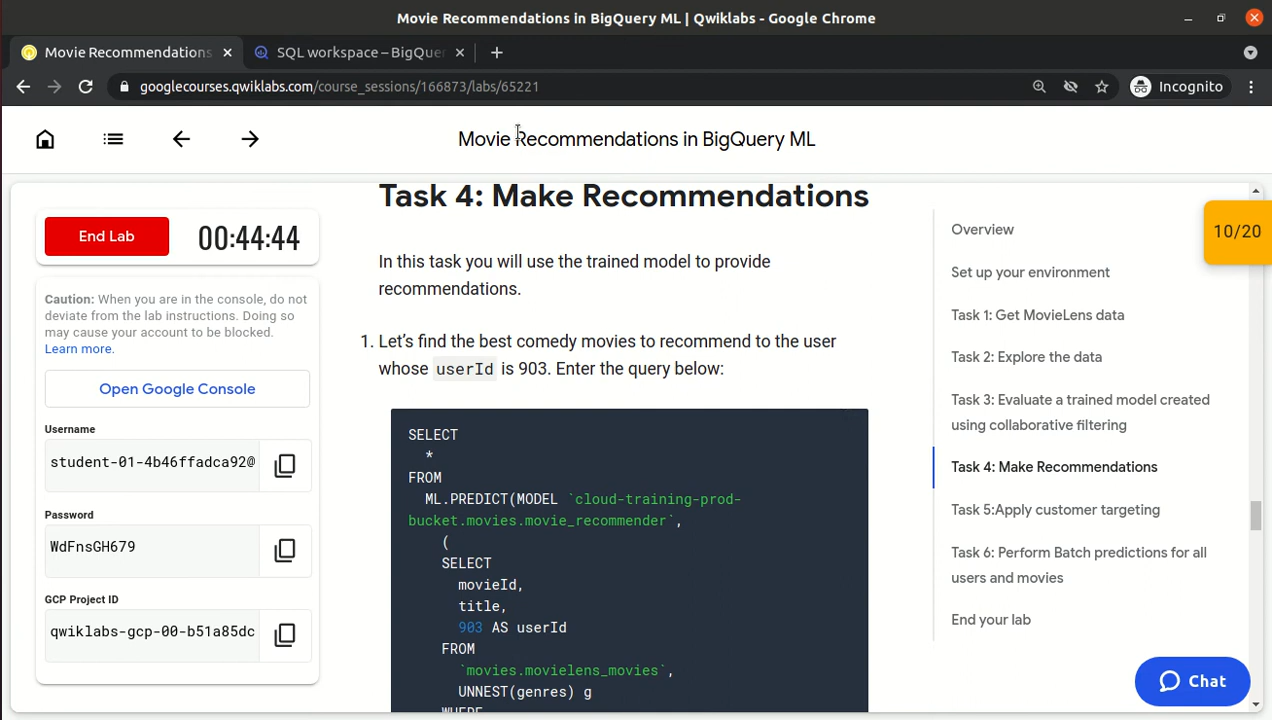 Movie Recommendations in BigQuery ML | Qwiklabs - Google Chrome
Movie Recommendations
SQL workspace – BigQuer
googlecourses.qwiklabs.com/course_sessions/166873/labs/65221
Incognito
Movie Recommendations in BigQuery ML
End Lab
00:44:44
Caution: When you are in the console, do not
deviate from the lab instructions. Doing so
may cause your account to be blocked.
Learn more.
Open Google Console
Username
student-01-4b46ffadca92@
Password
WdFnsGH679
GCP Project ID
qwiklabs-gcp-00-b51a85dc
Task 4: Make Recommendations
In this task you will use the trained model to provide
recommendations.
1. Let’s find the best comedy movies to recommend to the user
whose userId is 903. Enter the query below:
SELECT
*
FROM
ML.PREDICT(MODEL `cloud-training-prod-
bucket.movies.movie_recommender`,
(
SELECT
movieId,
title,
903 AS userId
FROM
`movies.movielens_movies`,
UNNEST(genres) g
WHERE
Overview
Set up your environment
Task 1: Get MovieLens data
Task 2: Explore the data
Task 3: Evaluate a trained model created
using collaborative filtering
Task 4: Make Recommendations
Task 5:Apply customer targeting
Task 6: Perform Batch predictions for all
users and movies
End your lab
10/20
Chat